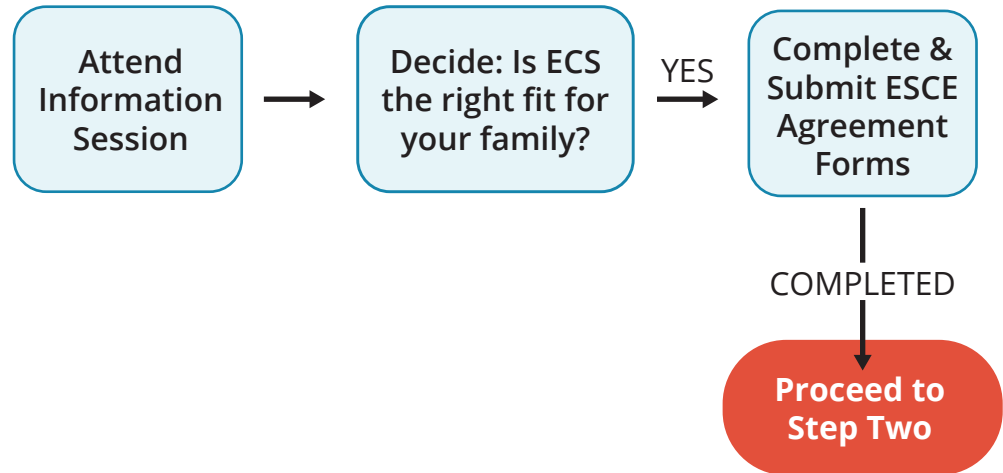 Attend
Information
Session
Decide: Is ECS
the right fit for
your family?
YES
Complete &
Submit ESCE
Agreement
Forms
COMPLETED
Proceed to
Step Two